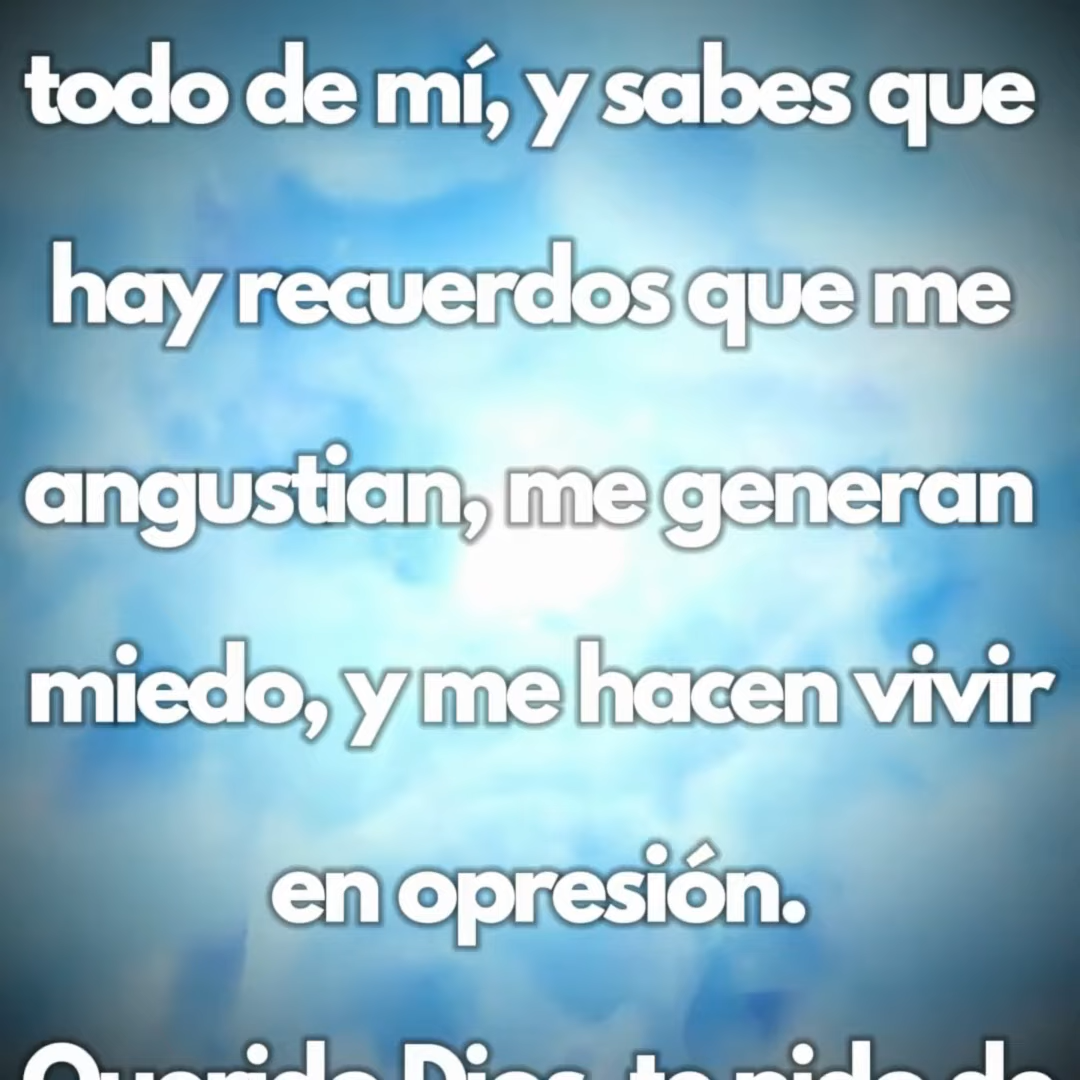 todo de mí, y sabes que
hay recuerdos que me
angustian, me generan
miedo, y me hacen vivir
en opresión.
Querido Dios, te pido de